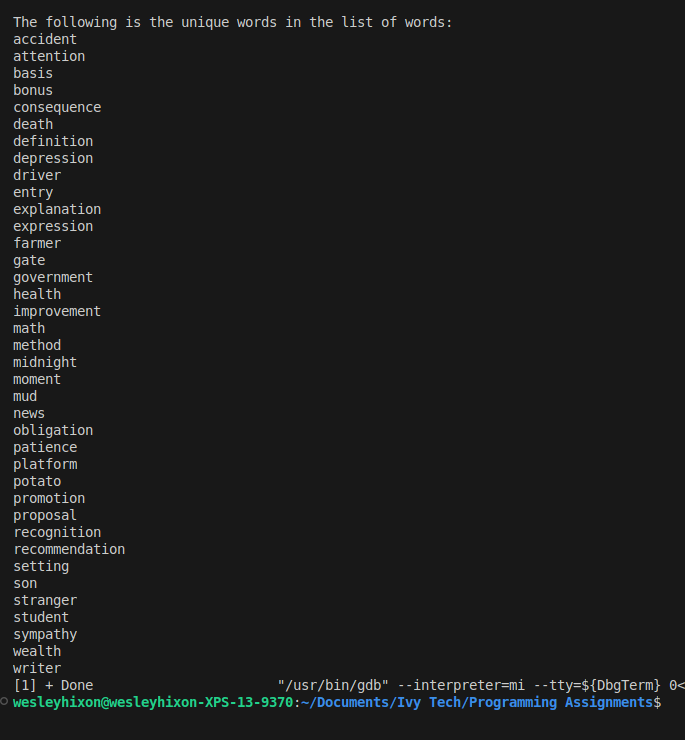 The following is the unique words in the list of words:
accident
attention
basis
bonus
consequence
death
definition
depression
driver
entry
explanation
expression
farmer
gate
government
health
improvement
math
method
midnight
moment
mud
news
obligation
patience
platform
potato
promotion
proposal
recognition
recommendation
setting
son
stranger
student
sympathy
wealth
writer
[1] + Done                       "/usr/bin/gdb" --interpreter=mi --tty=${DbgTerm} 0<
wesleyhixon@wesleyhixon-XPS-13-9370:~/Documents/Ivy Tech/Programming Assignments$